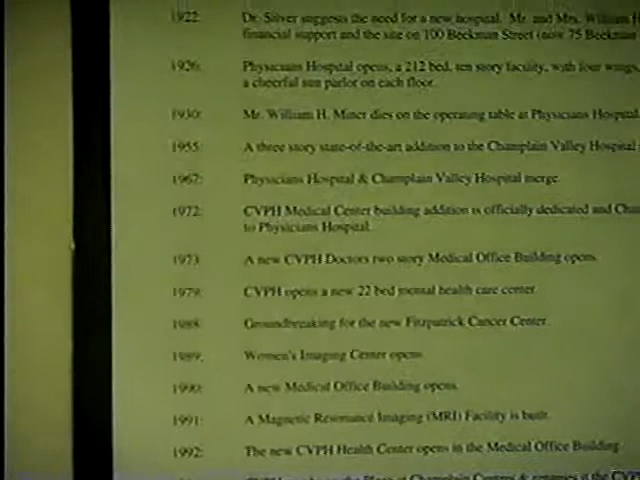 1922: Dr. Silver suggests the need for a new hospital. Mr. and Mrs. William H
financial support and the site on 100 Beekman Street (now 75 Beekman
1926: Physicians Hospital opens, a 212 bed, ten story facility, with four wings,
a cheerful sun parlor on each floor.
1930: Mr. William H. Miner dies on the operating table at Physicians Hospital.
1955: A three story state-of-the-art addition to the Champlain Valley Hospital
1967: Physicians Hospital & Champlain Valley Hospital merge.
1972: CVPH Medical Center building addition is officially dedicated and Cha
to Physicians Hospital.
1973: A new CVPH Doctors two story Medical Office Building opens.
1979: CVPH opens a new 22 bed mental health care center.
1988: Groundbreaking for the new Fitzpatrick Cancer Center.
1989: Women's Imaging Center opens.
1990: A new Medical Office Building opens.
1991: A Magnetic Resonance Imaging (MRI) Facility is built.
1992: The new CVPH Health Center opens in the Medical Office Building.